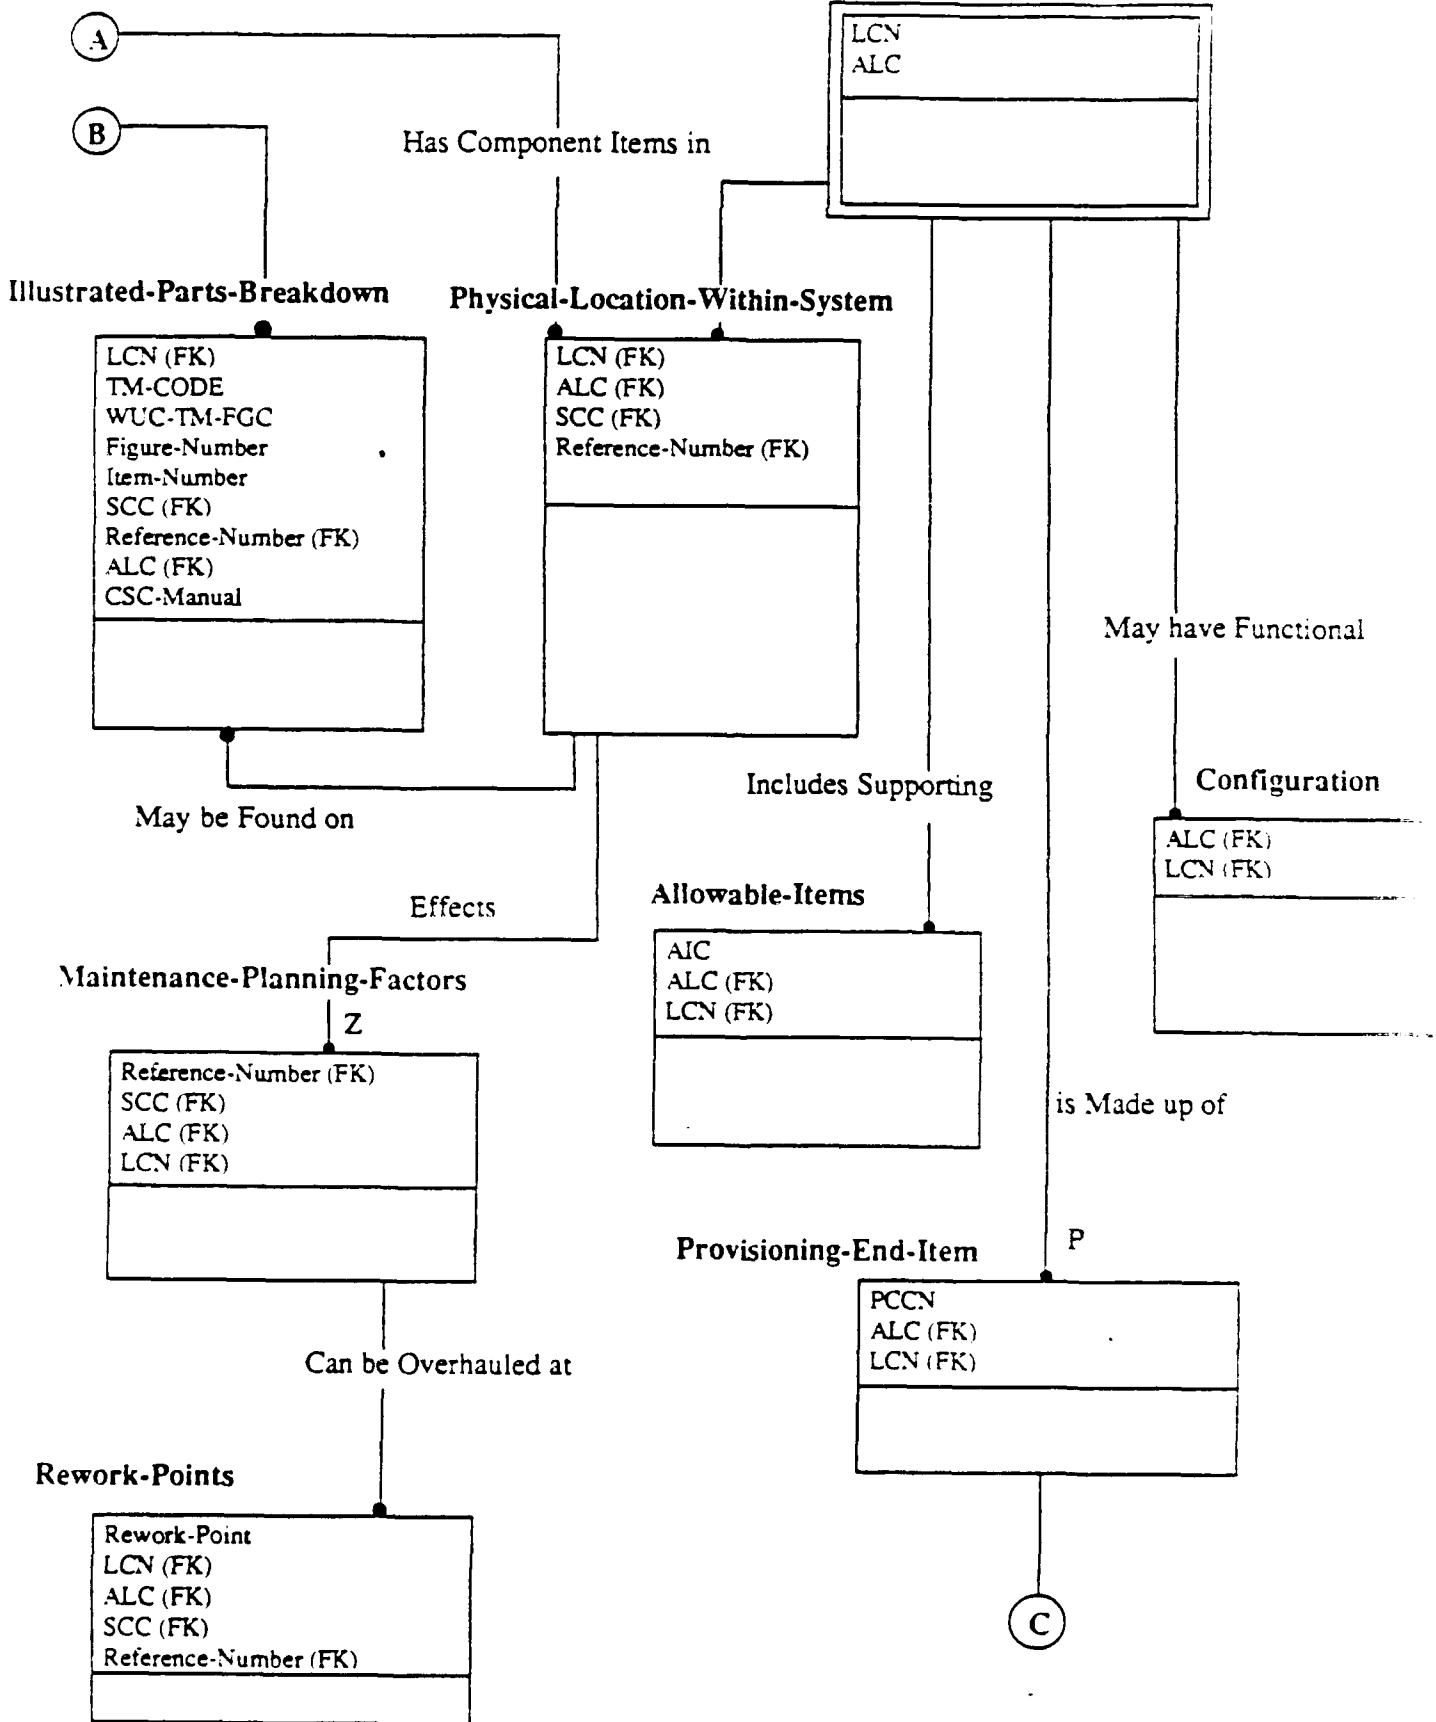 A
LCN
ALC
B
Has Component Items in
Illustrated-Parts-Breakdown
Physical-Location-Within-System
LCN (FK)
TM-CODE
WUC-TM-FGC
Figure-Number
Item-Number
SCC (FK)
Reference-Number (FK)
ALC (FK)
CSC-Manual
LCN (FK)
ALC (FK)
SCC (FK)
Reference-Number (FK)
May have Functional
Includes Supporting
Configuration
May be Found on
ALC (FK)
LCN (FK)
Effects
Allowable-Items
AIC
ALC (FK)
LCN (FK)
Maintenance-Planning-Factors
Z
Reference-Number (FK)
SCC (FK)
ALC (FK)
LCN (FK)
is Made up of
P
Provisioning-End-Item
PCCN
ALC (FK)
LCN (FK)
Can be Overhauled at
Rework-Points
Rework-Point
LCN (FK)
ALC (FK)
SCC (FK)
Reference-Number (FK)
C